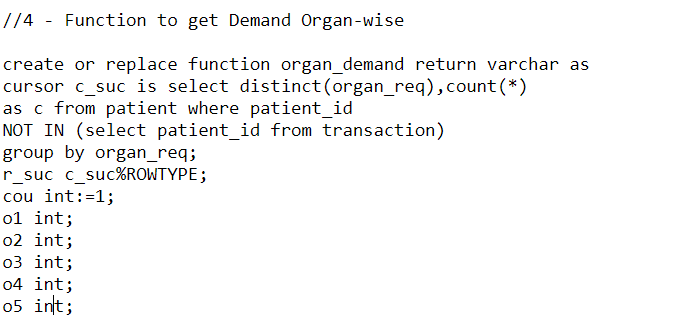 //4 - Function to get Demand Organ-wise
create or replace function organ_demand return varchar as
cursor c_suc is select distinct(organ_req),count(*)
as c from patient where patient_id
NOT IN (select patient_id from transaction)
group by organ_req;
r_suc c_suc%ROWTYPE;
cou int:=1;
o1 int;
o2 int;
o3 int;
o4 int;
o5 int;